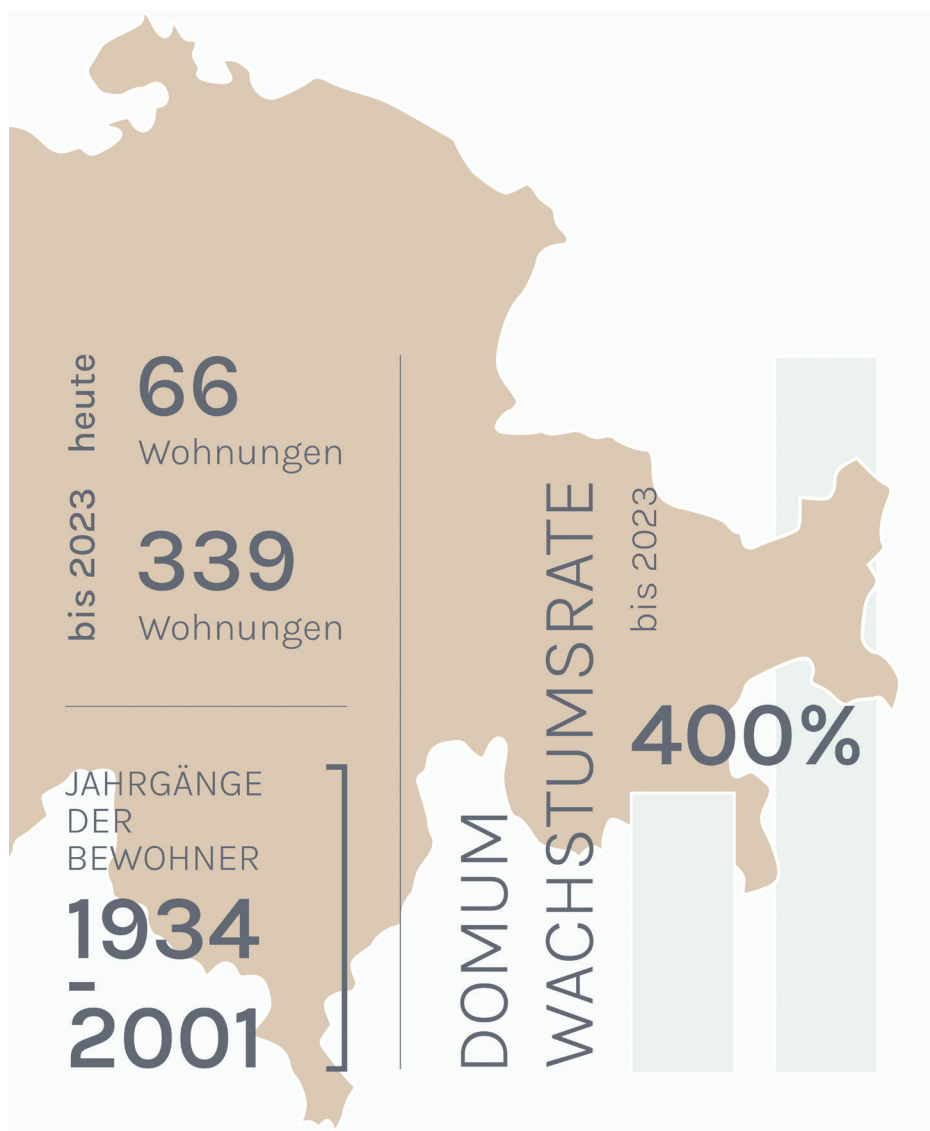 heute
66
Wohnungen
bis 2023
339
Wohnungen
JAHRGÄNGE
DER
BEWOHNER
1934
-
2001
DOMUM
WACHSTUMSRATE
bis 2023
400%